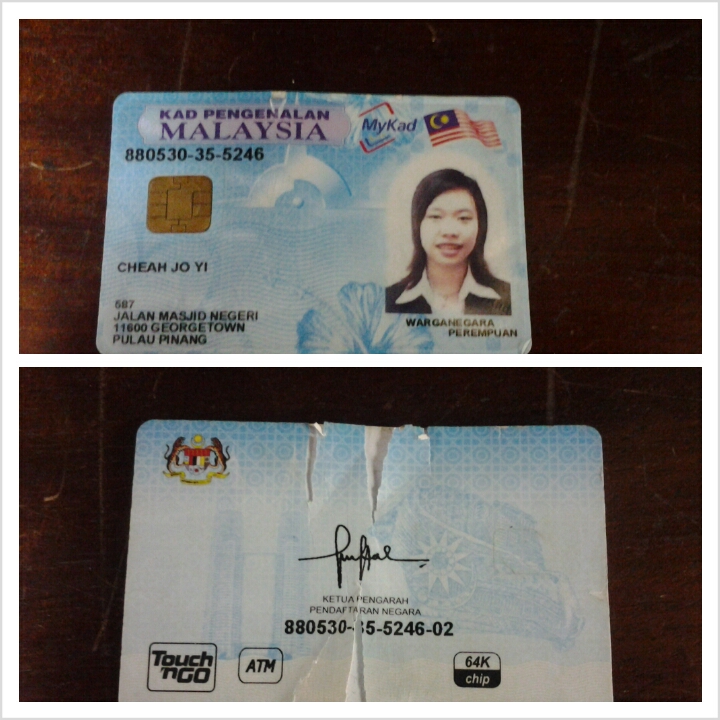 KAD PENGENALAN
MALAYSIA
MyKad
880530-35-5246
CHEAH JO YI
587
JALAN MASJID NEGERI
11600 GEORGETOWN
PULAU PINANG
WARGANEGARA
PEREMPUAN
KETUA PENGARAH
PENDAFTARAN NEGARA
880530-35-5246-02
Touch
'nGO
ATM
64K
chip